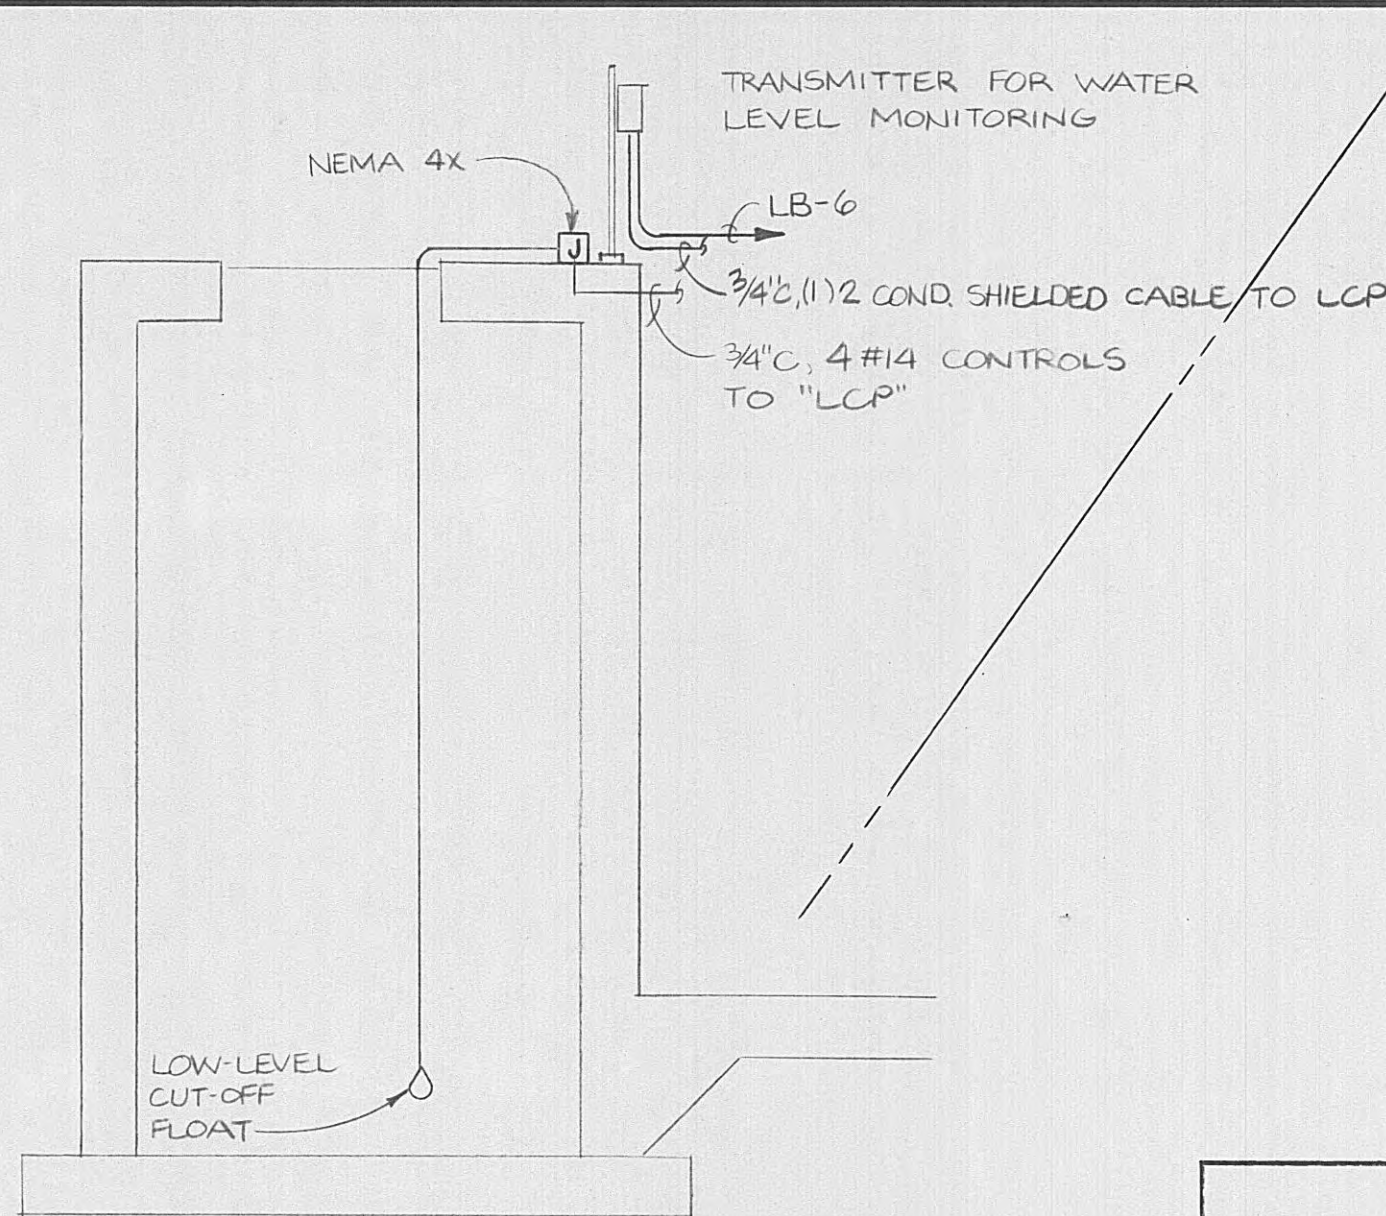 TRANSMITTER FOR WATER
LEVEL MONITORING
NEMA 4X
LB-6
J
3/4"C, (1) 2 COND. SHIELDED CABLE TO LCP
3/4"C, 4 #14 CONTROLS
TO "LCP"
LOW-LEVEL
CUT-OFF
FLOAT